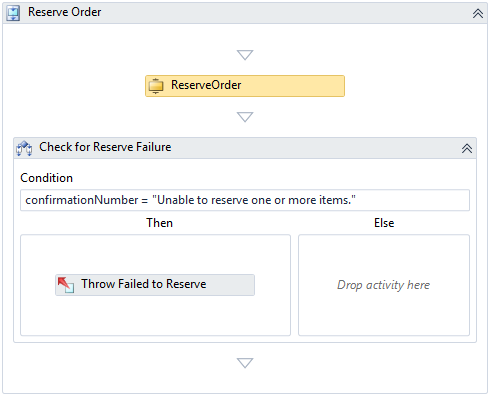 Reserve Order
ReserveOrder
Check for Reserve Failure
Condition
confirmationNumber = "Unable to reserve one or more items."
Then
Else
Throw Failed to Reserve
Drop activity here